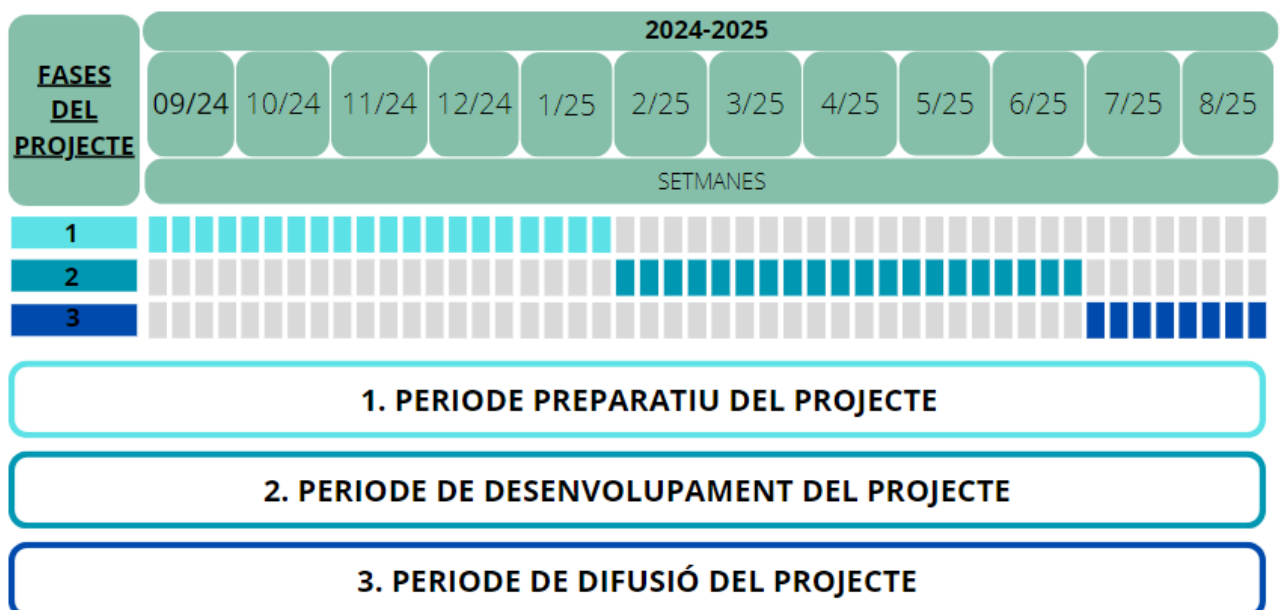 FASES
DEL
PROJECTE
2024-2025
09/24 10/24 11/24 12/24 1/25 2/25 3/25 4/25 5/25 6/25 7/25 8/25
SETMANES
1
2
3
1. PERIODE PREPARATIU DEL PROJECTE
2. PERIODE DE DESENVOLUPAMENT DEL PROJECTE
3. PERIODE DE DIFUSIÓ DEL PROJECTE